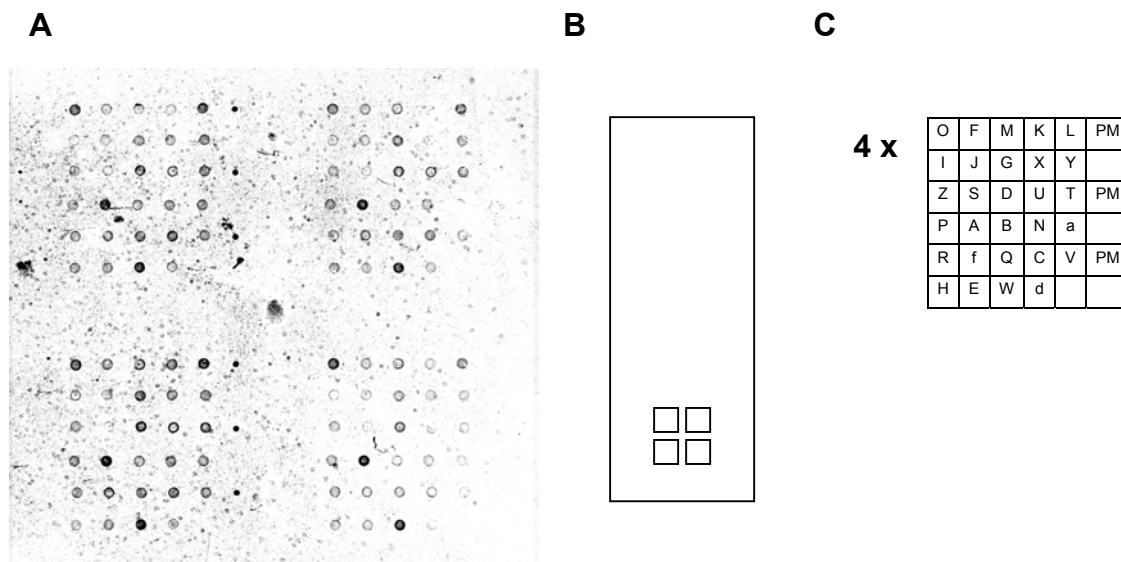 A
B
C
4 x
O F M K L PM
I J G X Y
Z S D U T PM
P A B N a
R f Q C V PM
H E W d